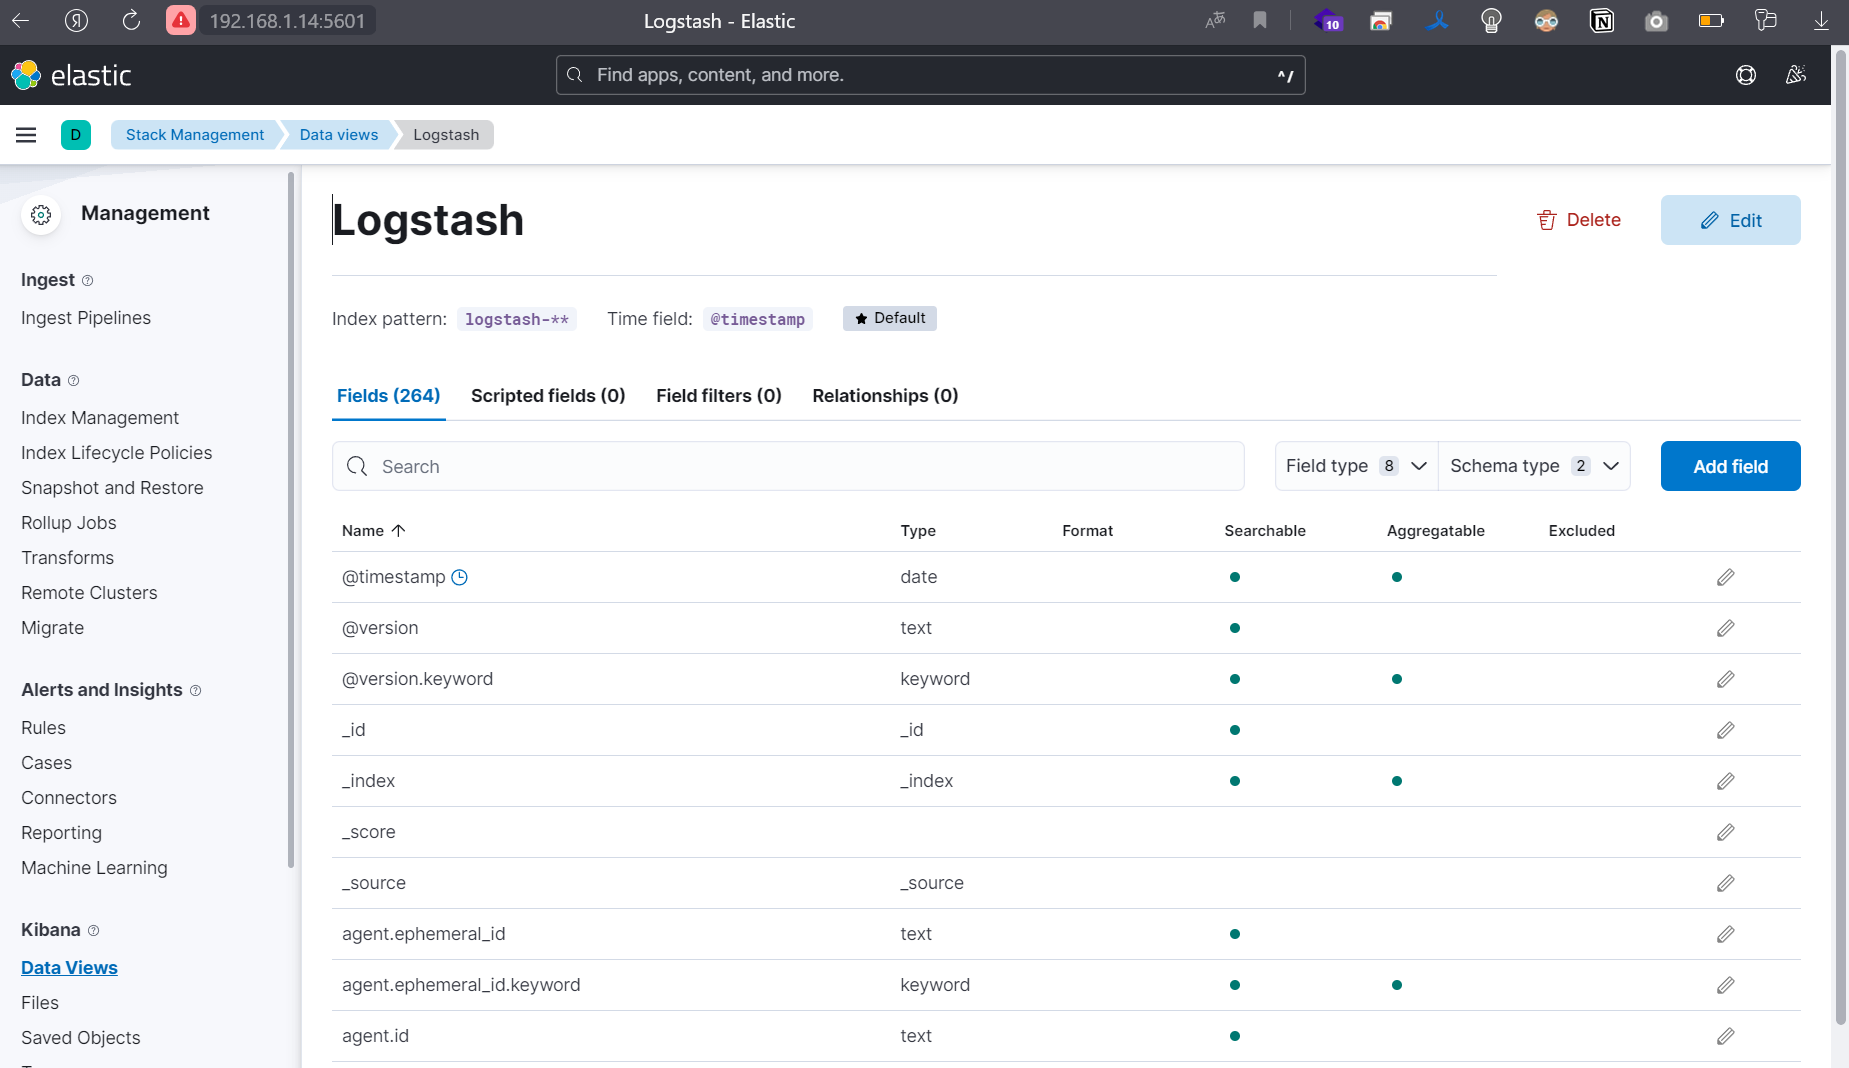 192.168.1.14:5601
Logstash - Elastic
10
elastic
Find apps, content, and more.
^/
D
Stack Management
Data views
Logstash
Management
Ingest
Ingest Pipelines
Data
Index Management
Index Lifecycle Policies
Snapshot and Restore
Rollup Jobs
Transforms
Remote Clusters
Migrate
Alerts and Insights
Rules
Cases
Connectors
Reporting
Machine Learning
Kibana
Data Views
Files
Saved Objects
Logstash
Delete
Edit
Index pattern: logstash-** Time field: @timestamp Default
Fields (264) Scripted fields (0) Field filters (0) Relationships (0)
Search
Field type 8
Schema type 2
Add field
Name Type Format Searchable Aggregatable Excluded
@timestamp date
@version text
@version.keyword keyword
_id _id
_index _index
_score
_source _source
agent.ephemeral_id text
agent.ephemeral_id.keyword keyword
agent.id text